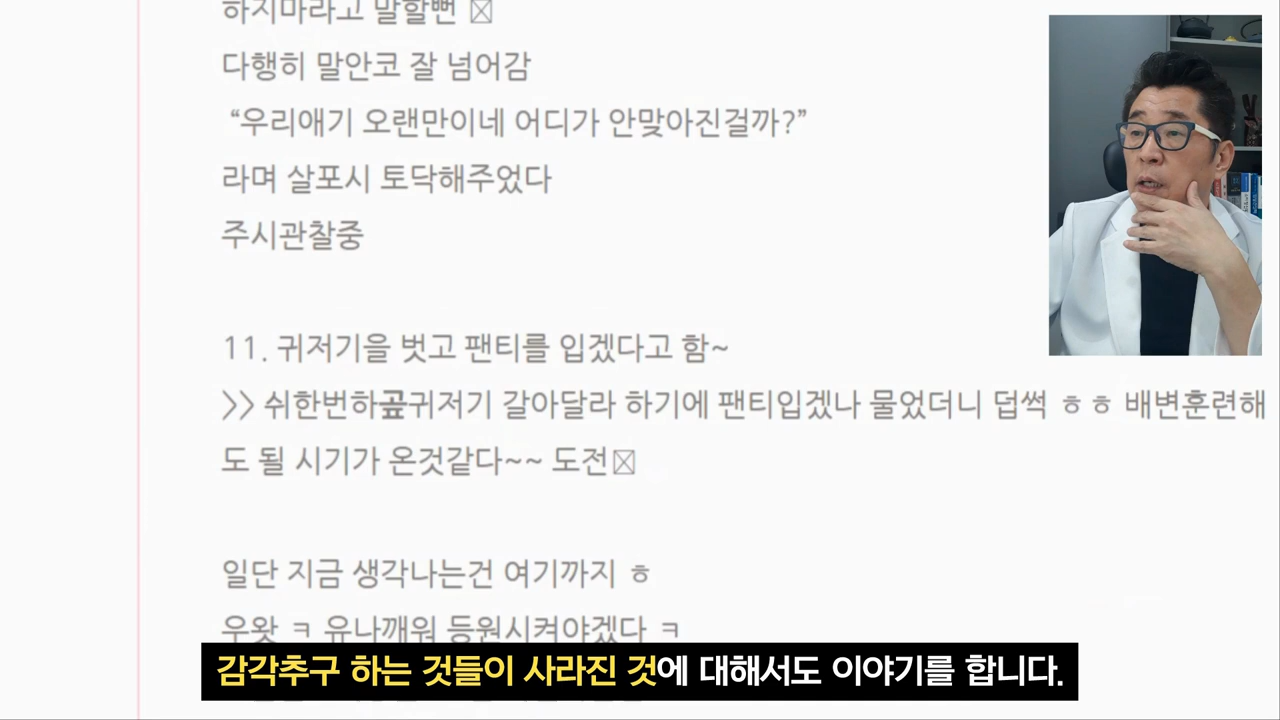 하지마라고 말할뻔
다행히 말안코 잘 넘어감
“우리애기 오랜만이네 어디가 안맞아진걸까?”
라며 살포시 토닥해주었다
주시관찰중
11. 귀저기을 벗고 팬티를 입겠다고 함~
>> 쉬한번하곺귀저기 갈아달라 하기에 팬티입겠나 물었더니 덥썩 ㅎㅎ 배변훈련해
도 될 시기가 온것같다~~ 도전
일단 지금 생각나는건 여기까지 ㅎ
우왓 ㅋ 유나깨워 등원시켜야겠다 ㅋ
감각추구 하는 것들이 사라진 것에 대해서도 이야기를 합니다.